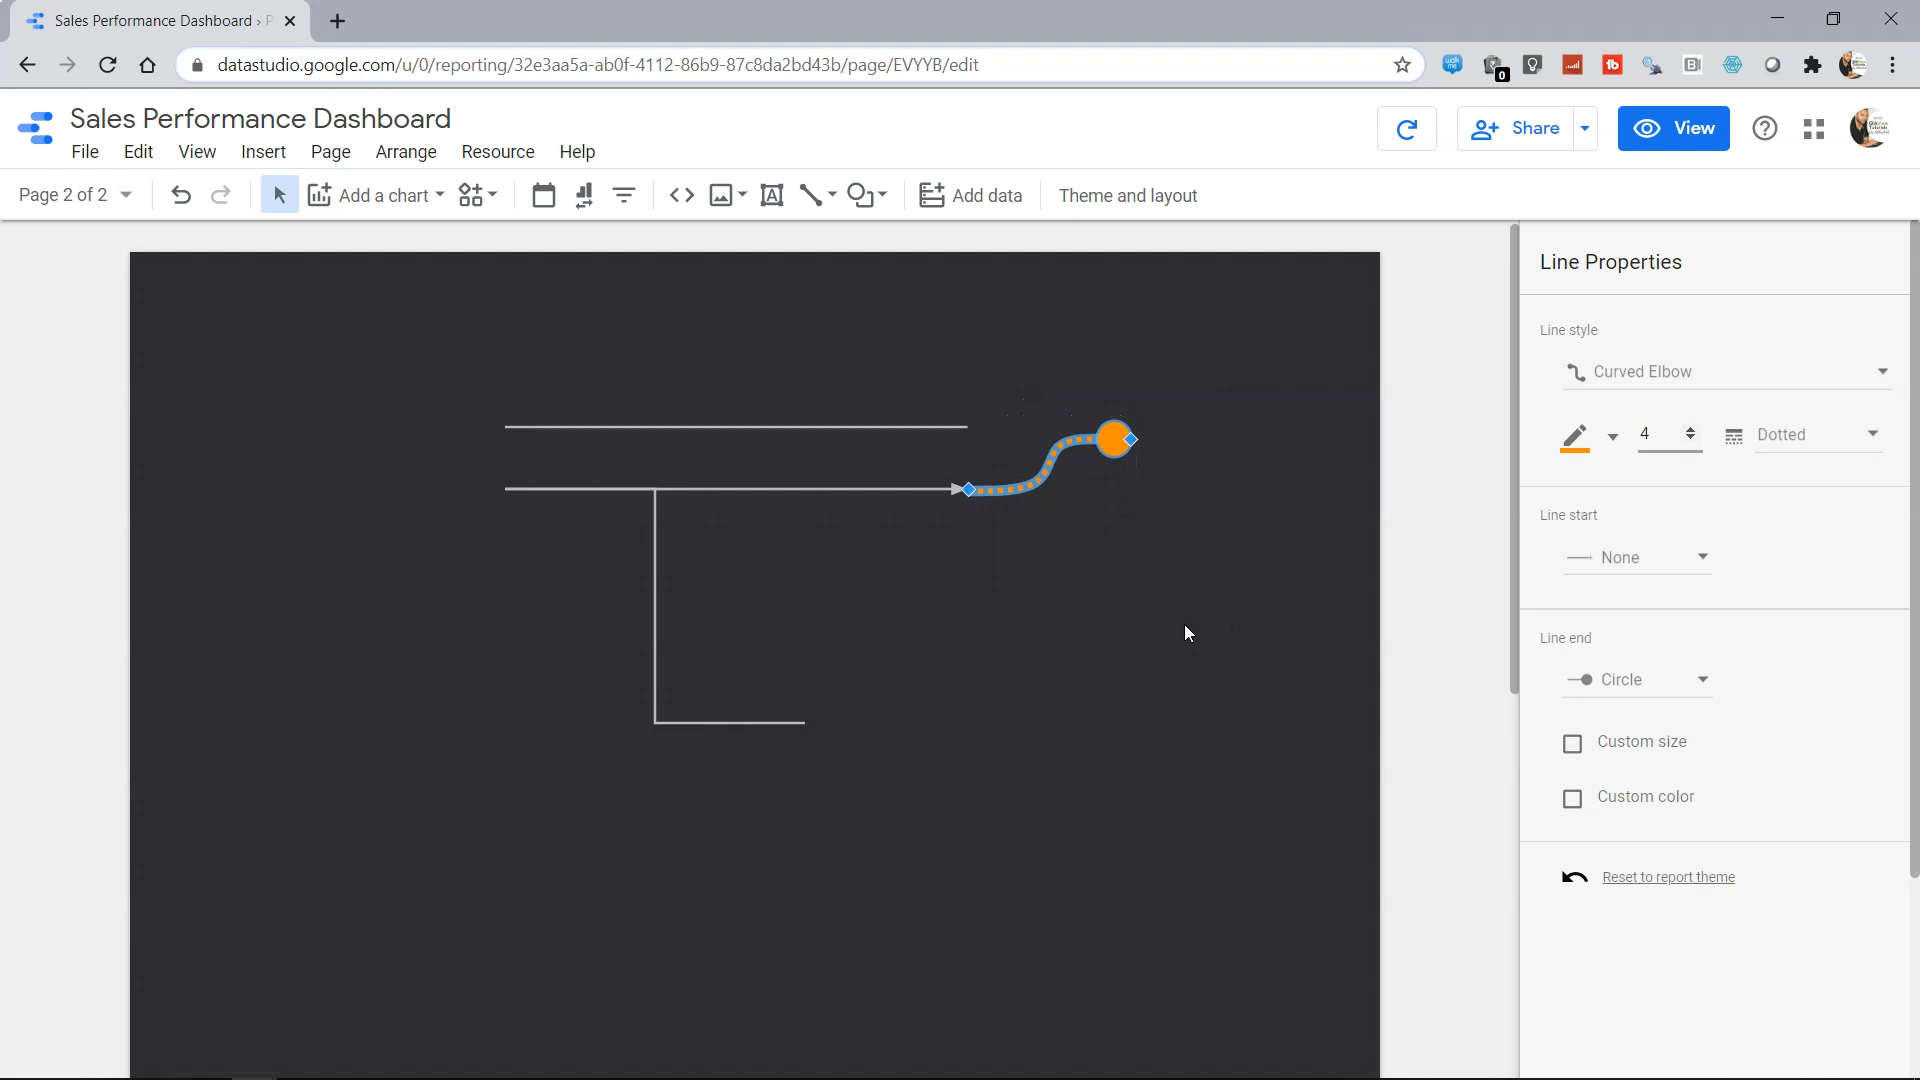 Sales Performance Dashboard › P
datastudio.google.com/u/0/reporting/32e3aa5a-ab0f-4112-86b9-87c8da2bd43b/page/EVYYB/edit
0
tb
Sales Performance Dashboard
File Edit View Insert Page Arrange Resource Help
Share
View
Page 2 of 2
Add a chart
Add data
Theme and layout
Line Properties
Line style
Curved Elbow
4
Dotted
Line start
None
Line end
Circle
Custom size
Custom color
Reset to report theme